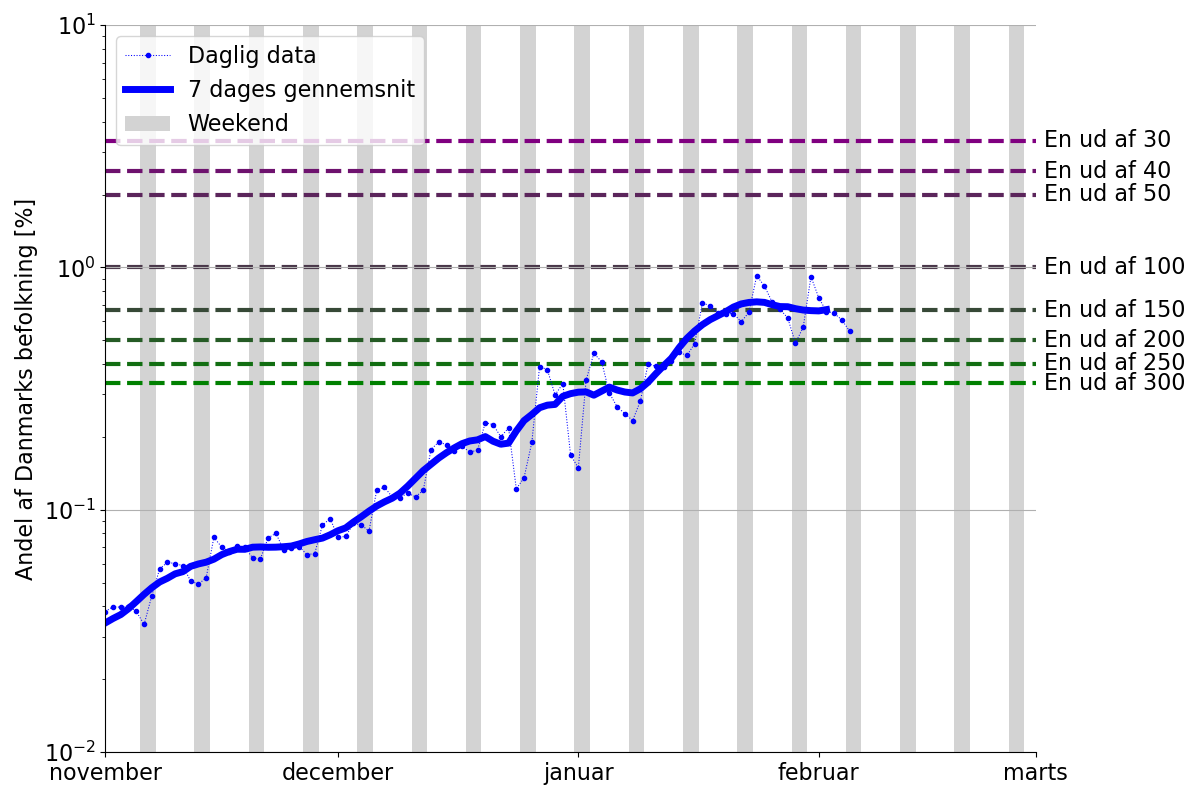 10¹
Daglig data
7 dages gennemsnit
Weekend
En ud af 30
En ud af 40
En ud af 50
10⁰
En ud af 100
En ud af 150
En ud af 200
En ud af 250
En ud af 300
Andel af Danmarks befolkning [%]
10⁻¹
10⁻²
november
december
januar
februar
marts